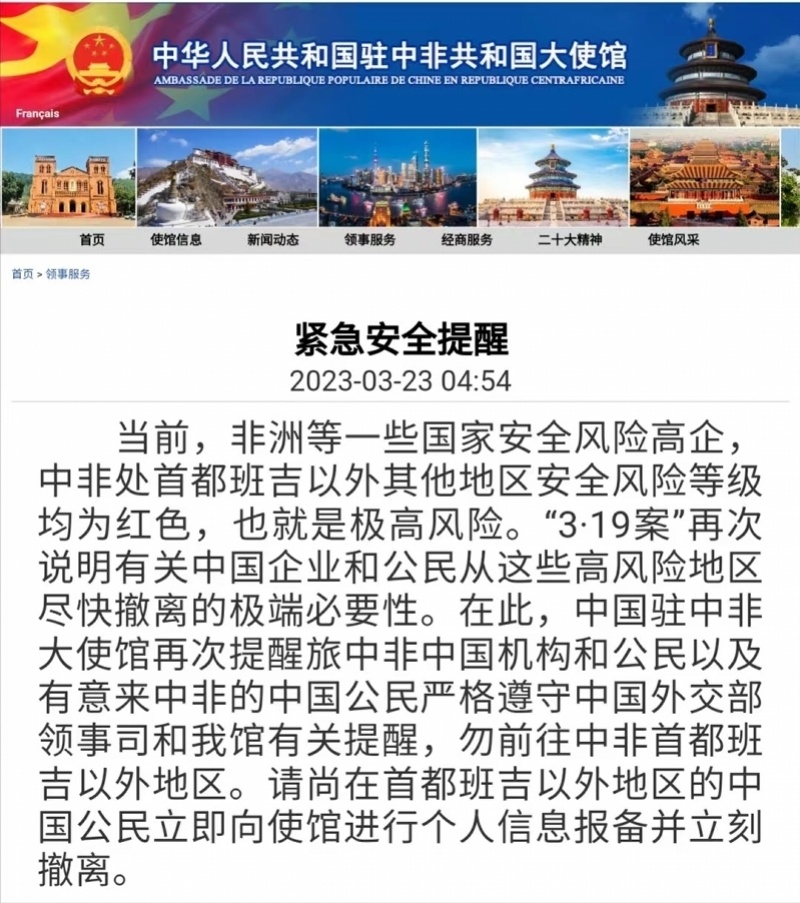 中华人民共和国驻中非共和国大使馆
AMBASSADE DE LA REPUBLIQUE POPULAIRE DE CHINE EN REPUBLIQUE CENTRAFRICAINE
Français
首页 使馆信息 新闻动态 领事服务 经商服务 二十大精神 使馆风采
首页 > 领事服务
紧急安全提醒
2023-03-23 04:54
当前，非洲等一些国家安全风险高企，
中非处首都班吉以外其他地区安全风险等级
均为红色，也就是极高风险。“3·19案”再次
说明有关中国企业和公民从这些高风险地区
尽快撤离的极端必要性。在此，中国驻中非
大使馆再次提醒旅中非中国机构和公民以及
有意来中非的中国公民严格遵守中国外交部
领事司和我馆有关提醒，勿前往中非首都班
吉以外地区。请尚在首都班吉以外地区的中
国公民立即向使馆进行个人信息报备并立刻
撤离。